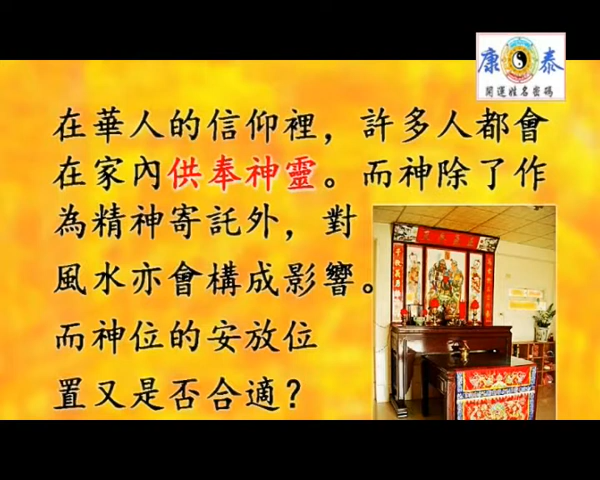 康 泰
開運姓名密碼
在華人的信仰裡，許多人都會
在家內供奉神靈。而神除了作
為精神寄託外，對
風水亦會構成影響。
而神位的安放位
置又是否合適？